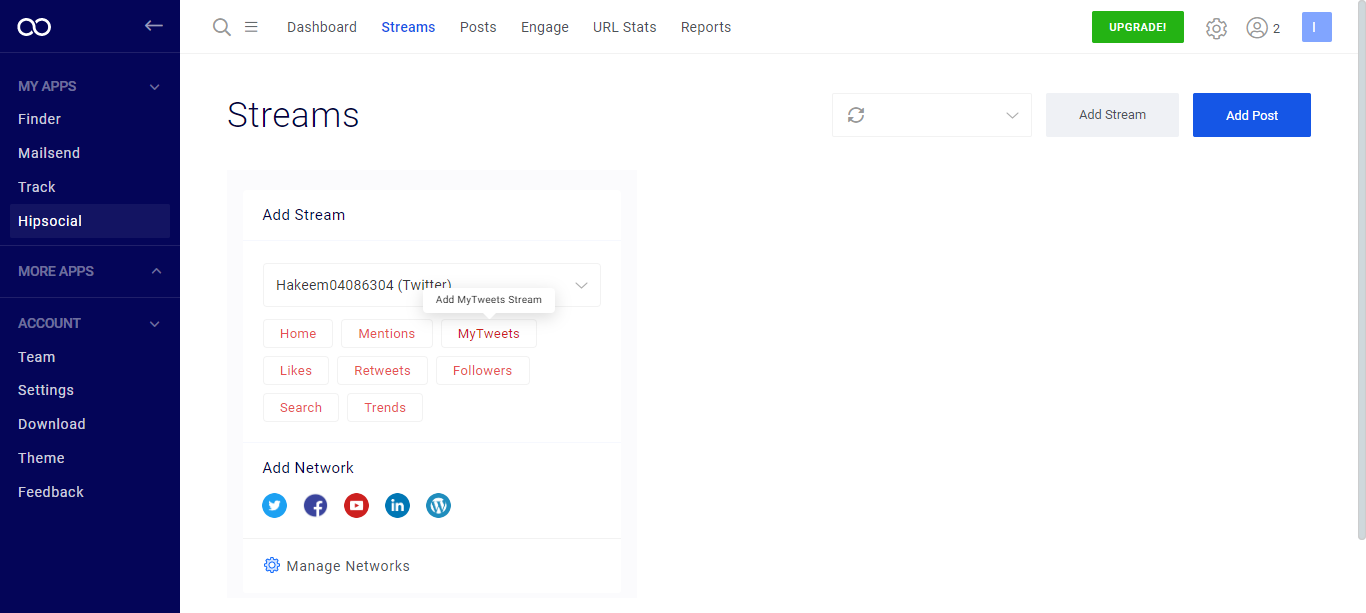 Dashboard Streams Posts Engage URL Stats Reports UPGRADE! 2 I
MY APPS
Finder
Mailsend
Track
Hipsocial
MORE APPS
ACCOUNT
Team
Settings
Download
Theme
Feedback
Streams
Add Stream Add Post
Add Stream
Hakeem04086304 (Twitter)
Add MyTweets Stream
Home Mentions MyTweets
Likes Retweets Followers
Search Trends
Add Network
Manage Networks